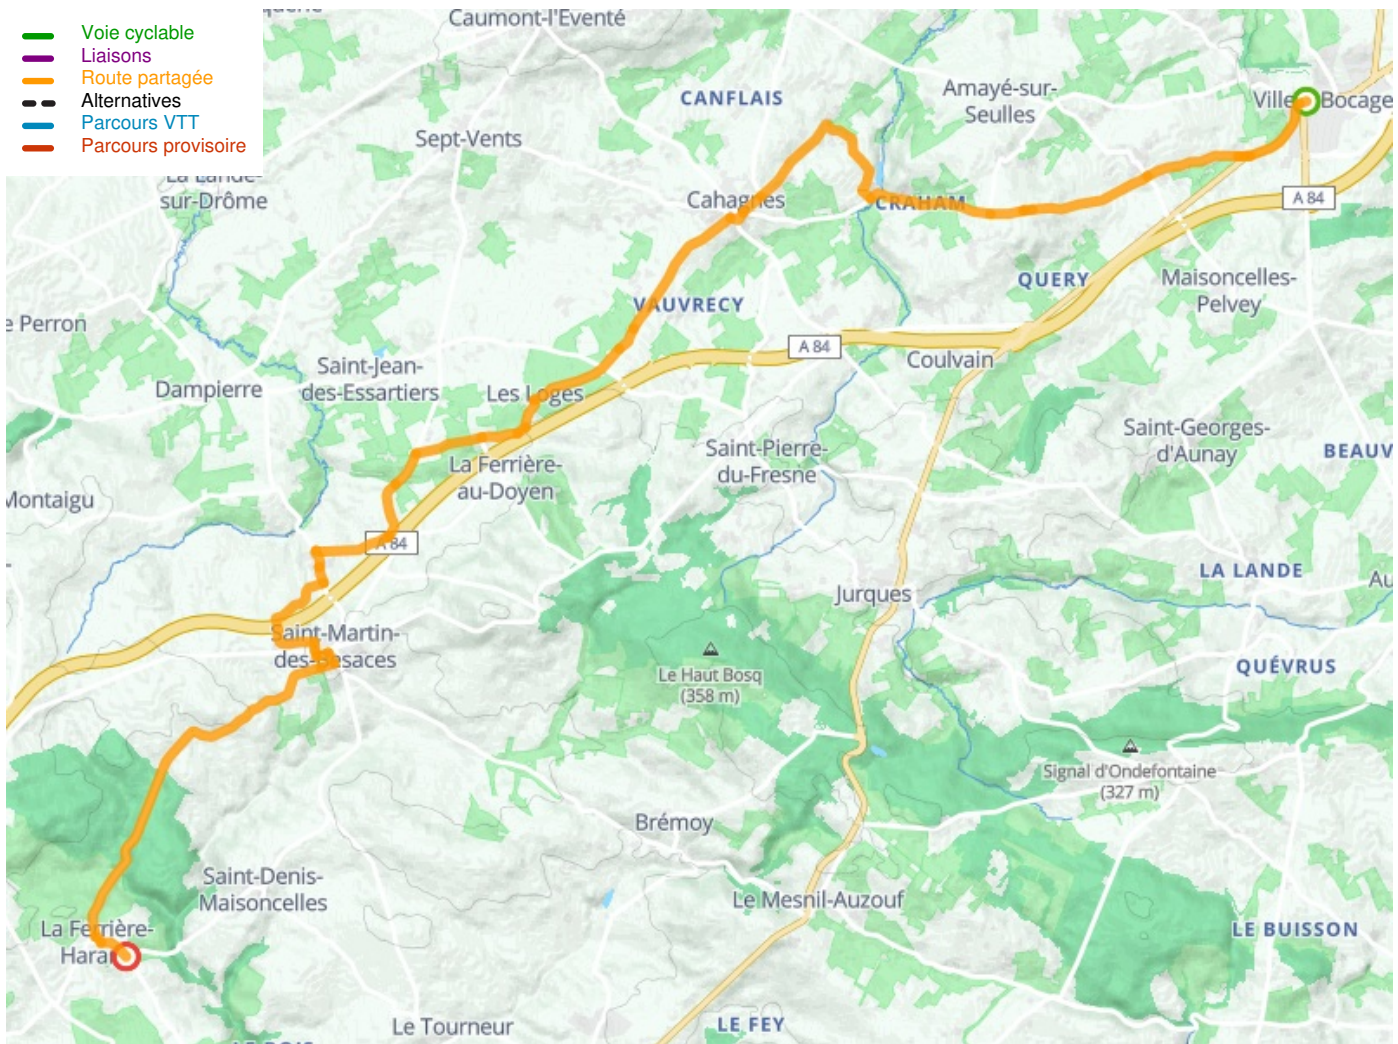 Voie cyclable
Liaisons
Route partagée
Alternatives
Parcours VTT
Parcours provisoire
Caumont-l'Éventé
CANFLAIS
Amayé-sur-
Seulles
Bocage
Sept-Vents
sur-Drôme
Cahagnes
CRAHAM
A 84
QUERY
Maisoncelles-
Pelvey
VAUVRECY
Perron
A 84
Coulvain
Saint-Jean-
des-Essartiers
Dampierre
Les Loges
Saint-Georges-
d'Aunay
BEAUV
Saint-Pierre-
du-Fresne
La Ferrière-
au-Doyen
Montaigu
A 84
LA LANDE
Au
Jurques
Saint-Martin-
des-Besaces
QUÉVRUS
Le Haut Bosq
(358 m)
Signal d'Ondefontaine
(327 m)
Brémoy
Saint-Denis-
Maisoncelles
Le Mesnil-Auzouf
La Ferrière-
Hara
LE BUISSON
Le Tourneur
LE FEY